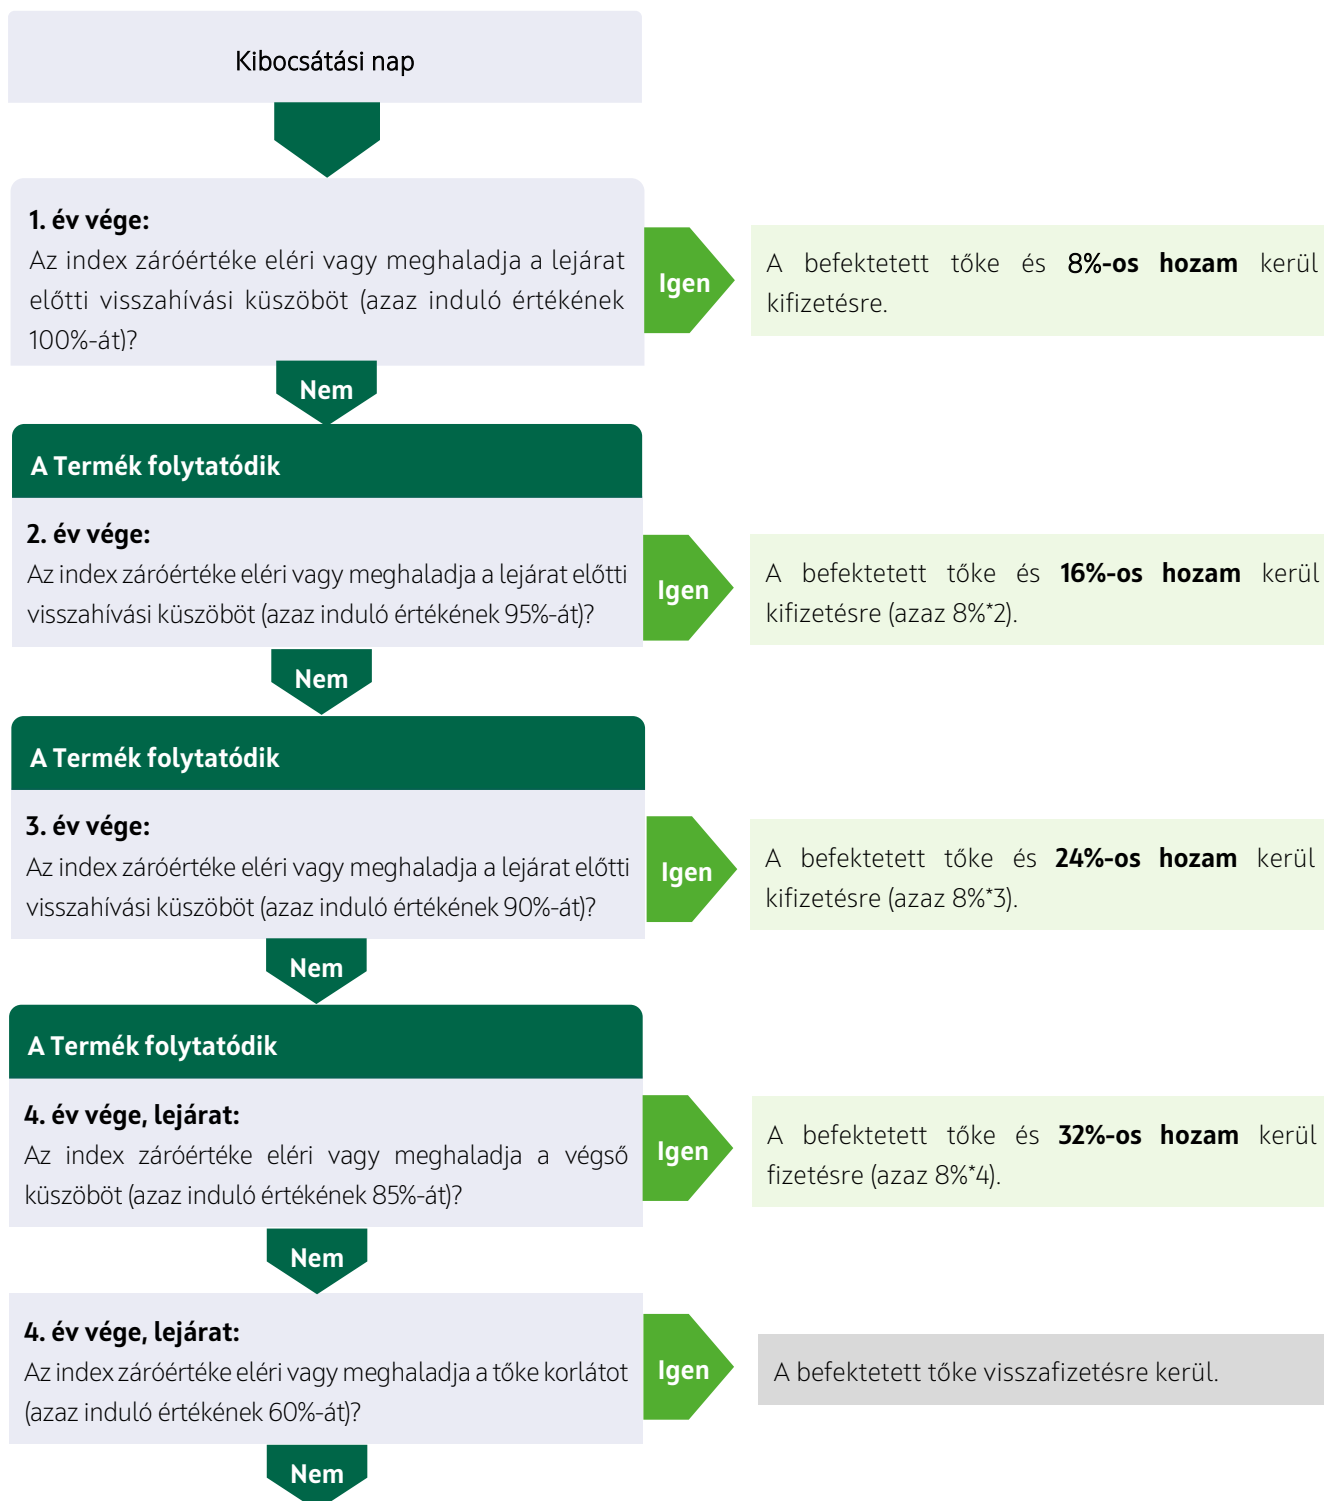 Kibocsátási nap
1. év vége:
Az index záróértéke eléri vagy meghaladja a lejárat
előtti visszahívási küszöböt (azaz induló értékének
100%-át)?
Igen
A befektetett tőke és 8%-os hozam kerül
kifizetésre.
Nem
A Termék folytatódik
2. év vége:
Az index záróértéke eléri vagy meghaladja a lejárat előtti
visszahívási küszöböt (azaz induló értékének 95%-át)?
Igen
A befektetett tőke és 16%-os hozam kerül
kifizetésre (azaz 8%*2).
Nem
A Termék folytatódik
3. év vége:
Az index záróértéke eléri vagy meghaladja a lejárat előtti
visszahívási küszöböt (azaz induló értékének 90%-át)?
Igen
A befektetett tőke és 24%-os hozam kerül
kifizetésre (azaz 8%*3).
Nem
A Termék folytatódik
4. év vége, lejárat:
Az index záróértéke eléri vagy meghaladja a végső
küszöböt (azaz induló értékének 85%-át)?
Igen
A befektetett tőke és 32%-os hozam kerül
fizetésre (azaz 8%*4).
Nem
4. év vége, lejárat:
Az index záróértéke eléri vagy meghaladja a tőke korlátot
(azaz induló értékének 60%-át)?
Igen
A befektetett tőke visszafizetésre kerül.
Nem